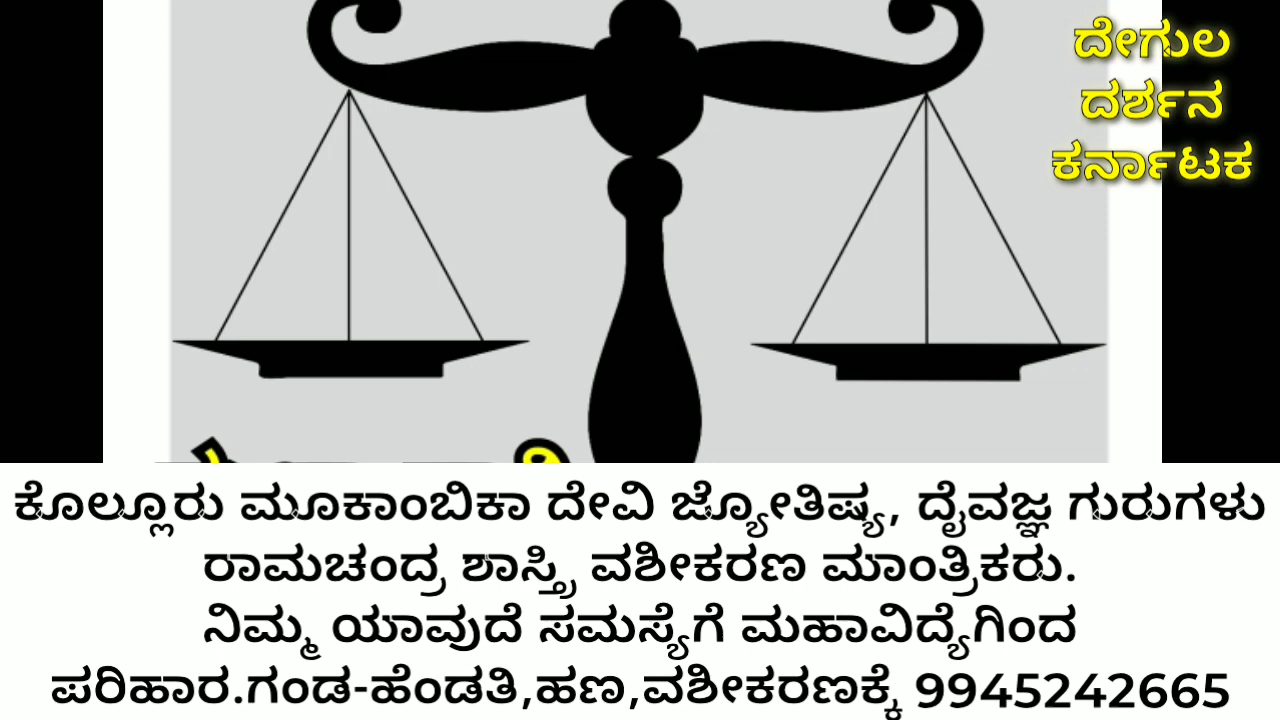 ದೇಗುಲ
ದರ್ಶನ
ಕರ್ನಾಟಕ
ಕೊಲ್ಲೂರು ಮೂಕಾಂಬಿಕಾ ದೇವಿ ಜ್ಯೋತಿಷ್ಯ, ದೈವಜ್ಞ ಗುರುಗಳು
ರಾಮಚಂದ್ರ ಶಾಸ್ತ್ರಿ ವಶೀಕರಣ ಮಾಂತ್ರಿಕರು.
ನಿಮ್ಮ ಯಾವುದೆ ಸಮಸ್ಯೆಗೆ ಮಹಾವಿದ್ಯೆಗಿಂದ
ಪರಿಹಾರ.ಗಂಡ-ಹೆಂಡತಿ,ಹಣ,ವಶೀಕರಣಕ್ಕೆ 9945242665